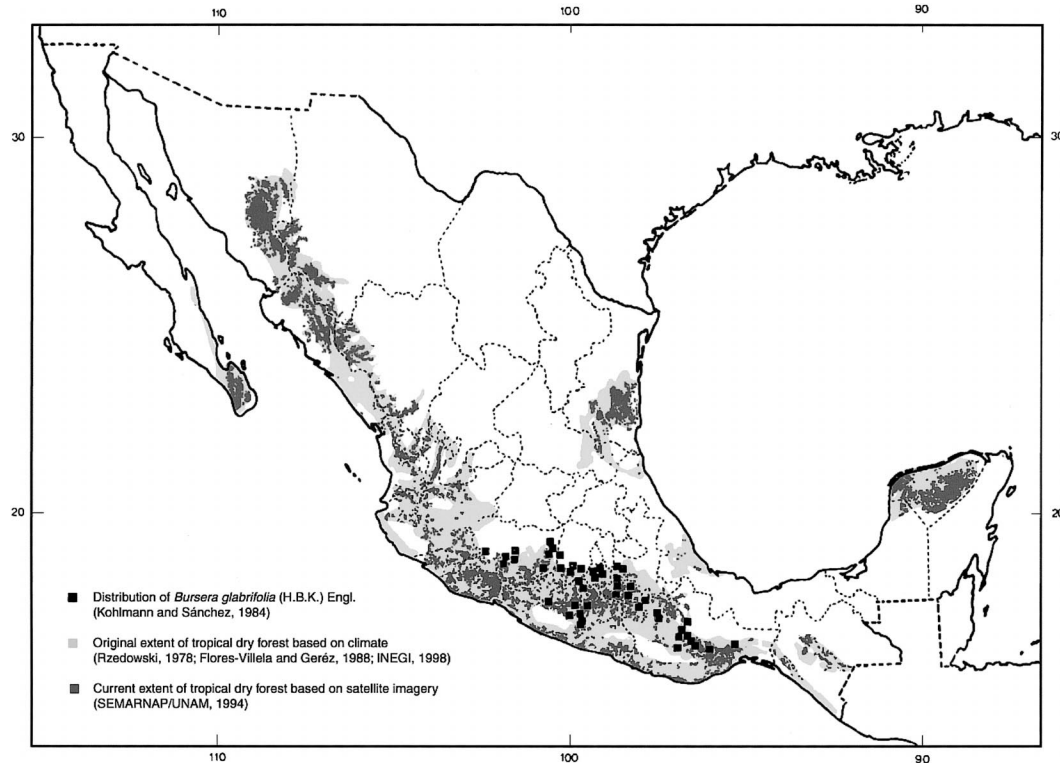 110
100
90
30
30
20
20
Distribution of Bursera glabrifolia (H.B.K.) Engl.
(Kohlmann and Sánchez, 1984)
Original extent of tropical dry forest based on climate
(Rzedowski, 1978; Flores-Villela and Geréz, 1988; INEGI, 1998)
Current extent of tropical dry forest based on satellite imagery
(SEMARNAP/UNAM, 1994)
110
100
90